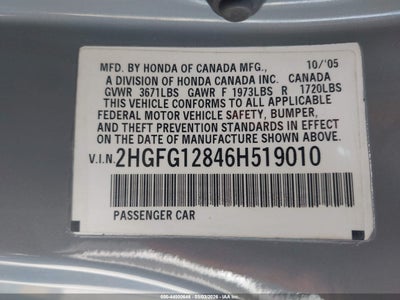 MFD. BY HONDA OF CANADA MFG., 10/'05
A DIVISION OF HONDA CANADA INC. CANADA
GVWR 3671LBS GAWR F 1973LBS R 1720LBS
THIS VEHICLE CONFORMS TO ALL APPLICABLE
FEDERAL MOTOR VEHICLE SAFETY, BUMPER,
AND THEFT PREVENTION STANDARDS IN EFFECT
ON THE DATE OF MANUFACTURE SHOWN ABOVE.
V.I.N. 2HGFG12846H519010
PASSENGER CAR